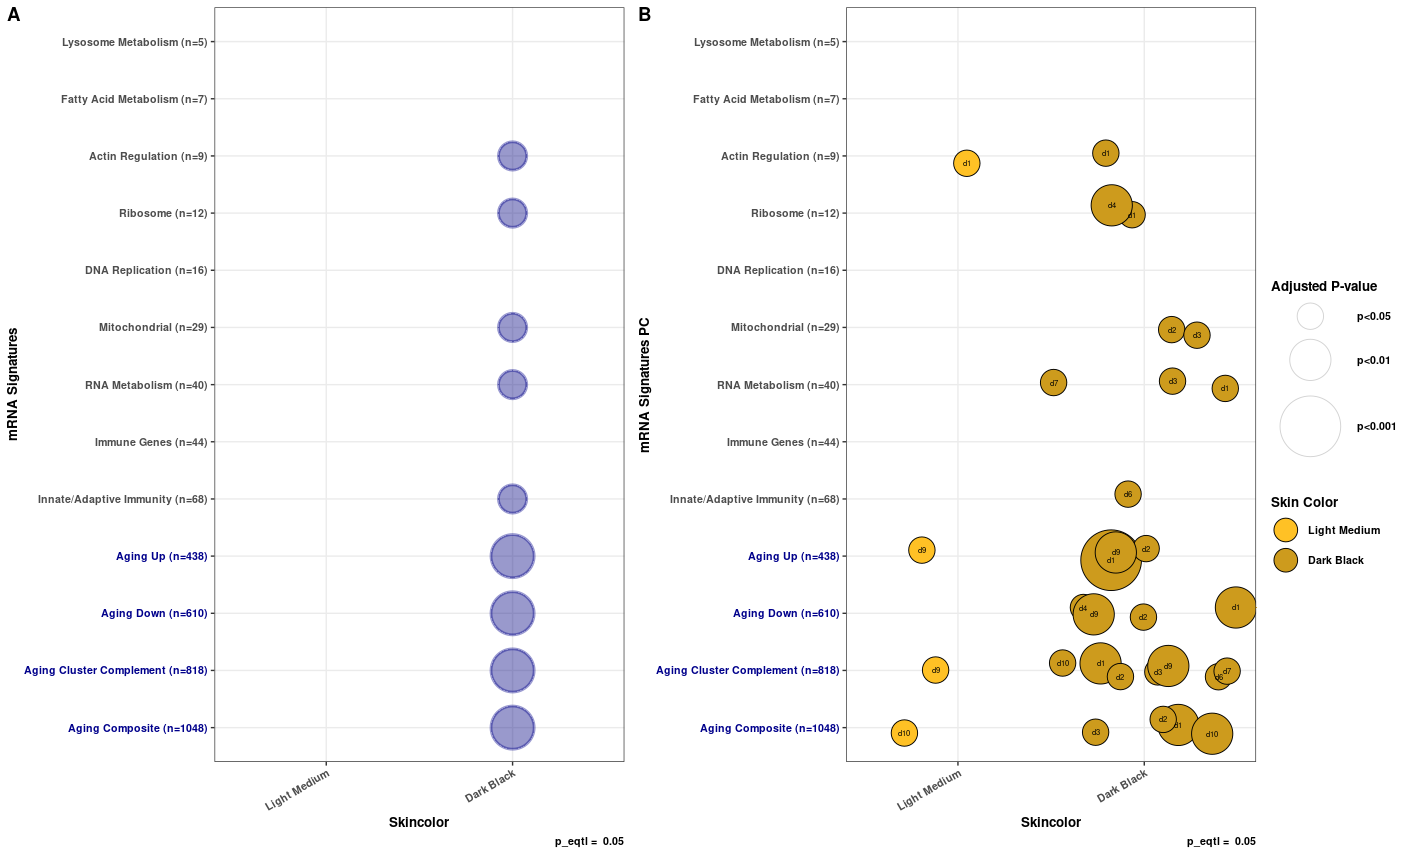 A
mRNA Signatures
Lysosome Metabolism (n=5)
Fatty Acid Metabolism (n=7)
Actin Regulation (n=9)
Ribosome (n=12)
DNA Replication (n=16)
Mitochondrial (n=29)
RNA Metabolism (n=40)
Immune Genes (n=44)
Innate/Adaptive Immunity (n=68)
Aging Up (n=438)
Aging Down (n=610)
Aging Cluster Complement (n=818)
Aging Composite (n=1048)
Light Medium
Dark Black
Skincolor
p_eqtl = 0.05
B
mRNA Signatures PC
Lysosome Metabolism (n=5)
Fatty Acid Metabolism (n=7)
Actin Regulation (n=9)
d1
d1
Ribosome (n=12)
d4
d1
DNA Replication (n=16)
Mitochondrial (n=29)
d2
d3
RNA Metabolism (n=40)
d7
d3
d1
Immune Genes (n=44)
Innate/Adaptive Immunity (n=68)
d6
Aging Up (n=438)
d9
d1
d9
d2
Aging Down (n=610)
d4
d9
d2
d1
Aging Cluster Complement (n=818)
d9
d10
d1
d2
d3
d9
d6
d7
Aging Composite (n=1048)
d10
d3
d2
d1
d10
Light Medium
Dark Black
Skincolor
p_eqtl = 0.05
Adjusted P-value
p<0.05
p<0.01
p<0.001
Skin Color
Light Medium
Dark Black